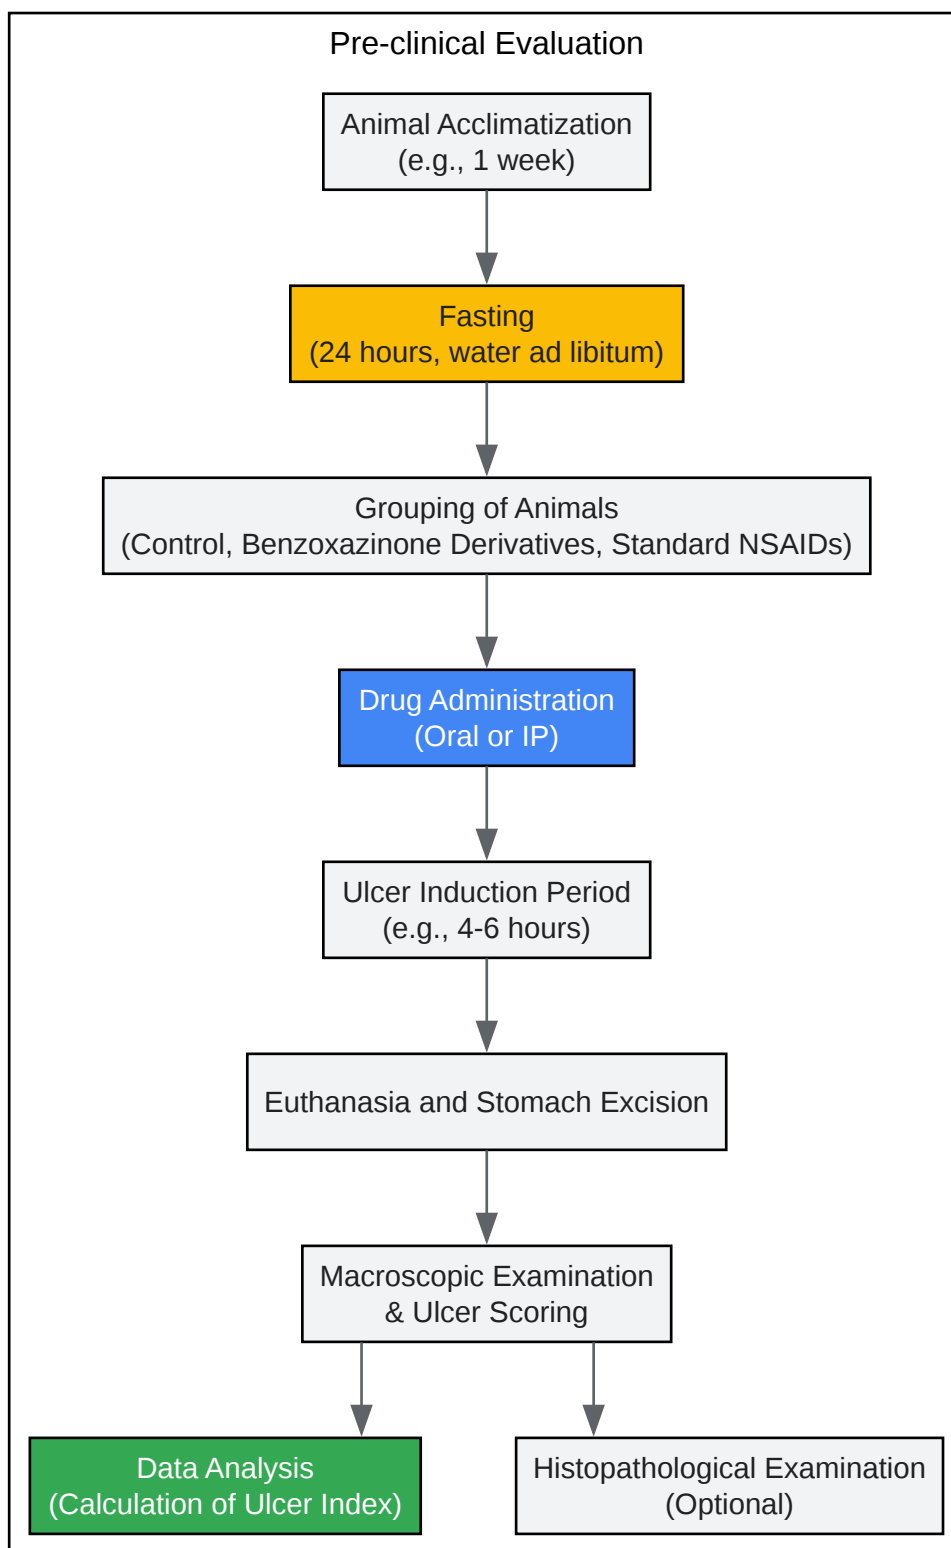 Pre-clinical Evaluation
Animal Acclimatization
(e.g., 1 week)
Fasting
(24 hours, water ad libitum)
Grouping of Animals
(Control, Benzoxazinone Derivatives, Standard NSAIDs)
Drug Administration
(Oral or IP)
Ulcer Induction Period
(e.g., 4-6 hours)
Euthanasia and Stomach Excision
Macroscopic Examination
& Ulcer Scoring
Data Analysis
(Calculation of Ulcer Index)
Histopathological Examination
(Optional)